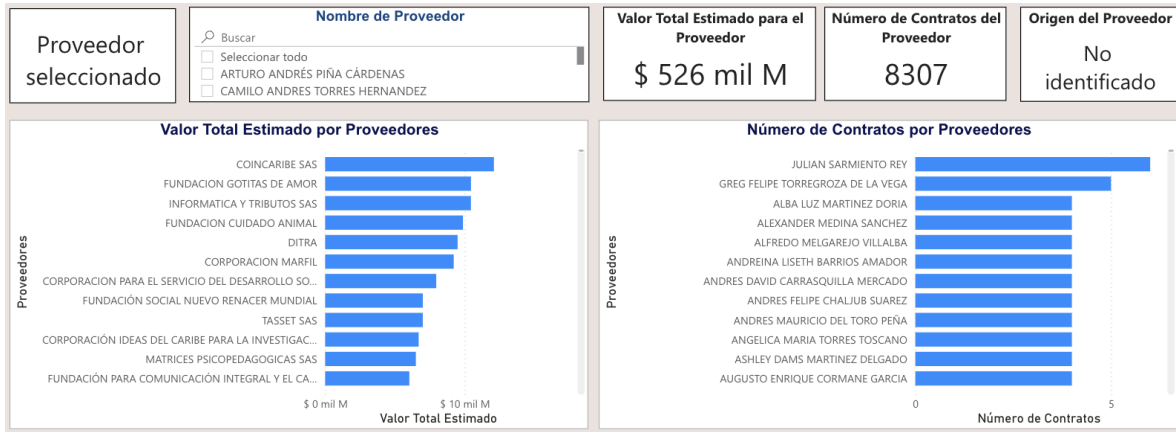 Proveedor
seleccionado
Nombre de Proveedor
Buscar
Seleccionar todo
ARTURO ANDRÉS PIÑA CÁRDENAS
CAMILO ANDRES TORRES HERNANDEZ
Valor Total Estimado para el
Proveedor
$ 526 mil M
Número de Contratos del
Proveedor
8307
Origen del Proveedor
No
identificado
Valor Total Estimado por Proveedores
Proveedores
COINCARIBE SAS
FUNDACION GOTITAS DE AMOR
INFORMATICA Y TRIBUTOS SAS
FUNDACION CUIDADO ANIMAL
DITRA
CORPORACION MARFIL
CORPORACION PARA EL SERVICIO DEL DESARROLLO SO...
FUNDACIÓN SOCIAL NUEVO RENACER MUNDIAL
TASSET SAS
CORPORACIÓN IDEAS DEL CARIBE PARA LA INVESTIGAC...
MATRICES PSICOPEDAGOGICAS SAS
FUNDACIÓN PARA COMUNICACIÓN INTEGRAL Y EL CA...
$ 0 mil M
$ 10 mil M
Valor Total Estimado
Número de Contratos por Proveedores
Proveedores
JULIAN SARMIENTO REY
GREG FELIPE TORREGROZA DE LA VEGA
ALBA LUZ MARTINEZ DORIA
ALEXANDER MEDINA SANCHEZ
ALFREDO MELGAREJO VILLALBA
ANDREINA LISETH BARRIOS AMADOR
ANDRES DAVID CARRASQUILLA MERCADO
ANDRES FELIPE CHALJUB SUAREZ
ANDRES MAURICIO DEL TORO PEÑA
ANGELICA MARIA TORRES TOSCANO
ASHLEY DAMS MARTINEZ DELGADO
AUGUSTO ENRIQUE CORMANE GARCIA
0
5
Número de Contratos